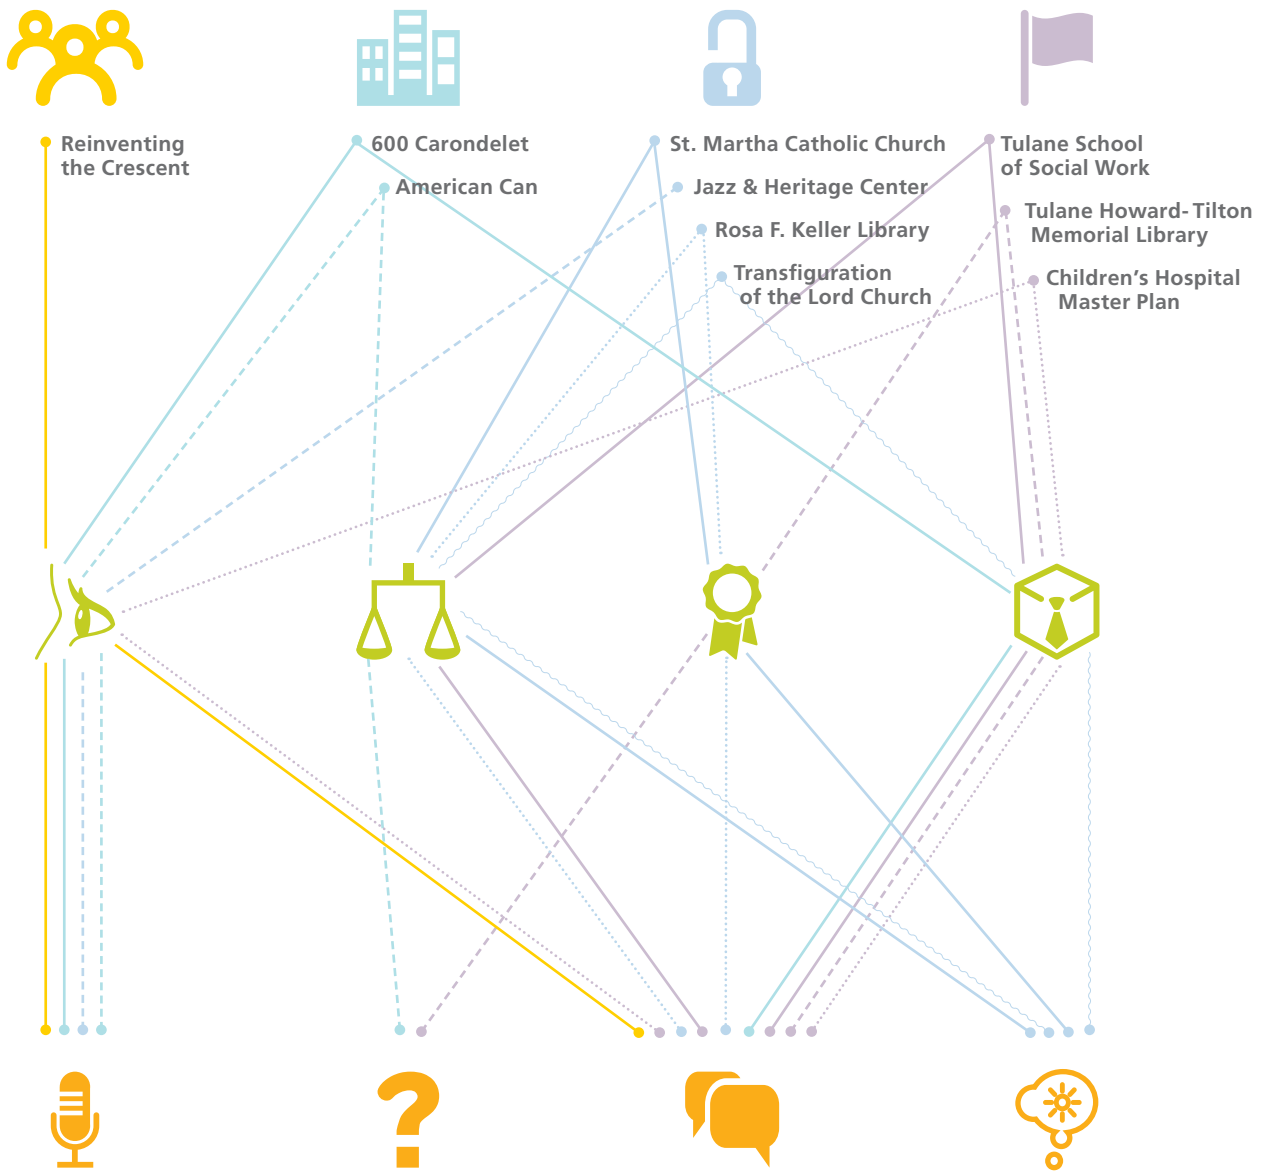 Reinventing
the Crescent
600 Carondelet
American Can
St. Martha Catholic Church
Jazz & Heritage Center
Rosa F. Keller Library
Transfiguration
of the Lord Church
Tulane School
of Social Work
Tulane Howard-Tilton
Memorial Library
Children's Hospital
Master Plan
?